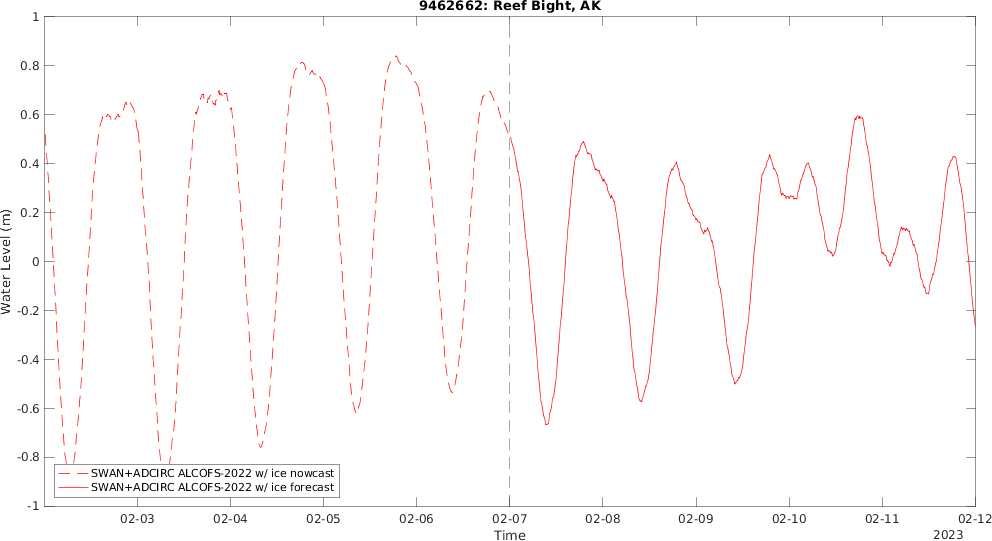 9462662: Reef Bight, AK
1
0.8
0.6
0.4
0.2
0
-0.2
-0.4
-0.6
-0.8
-1
Water Level (m)
SWAN+ADCIRC ALCOFS-2022 w/ ice nowcast
SWAN+ADCIRC ALCOFS-2022 w/ ice forecast
02-03 02-04 02-05 02-06 02-07 02-08 02-09 02-10 02-11 02-12
Time
2023